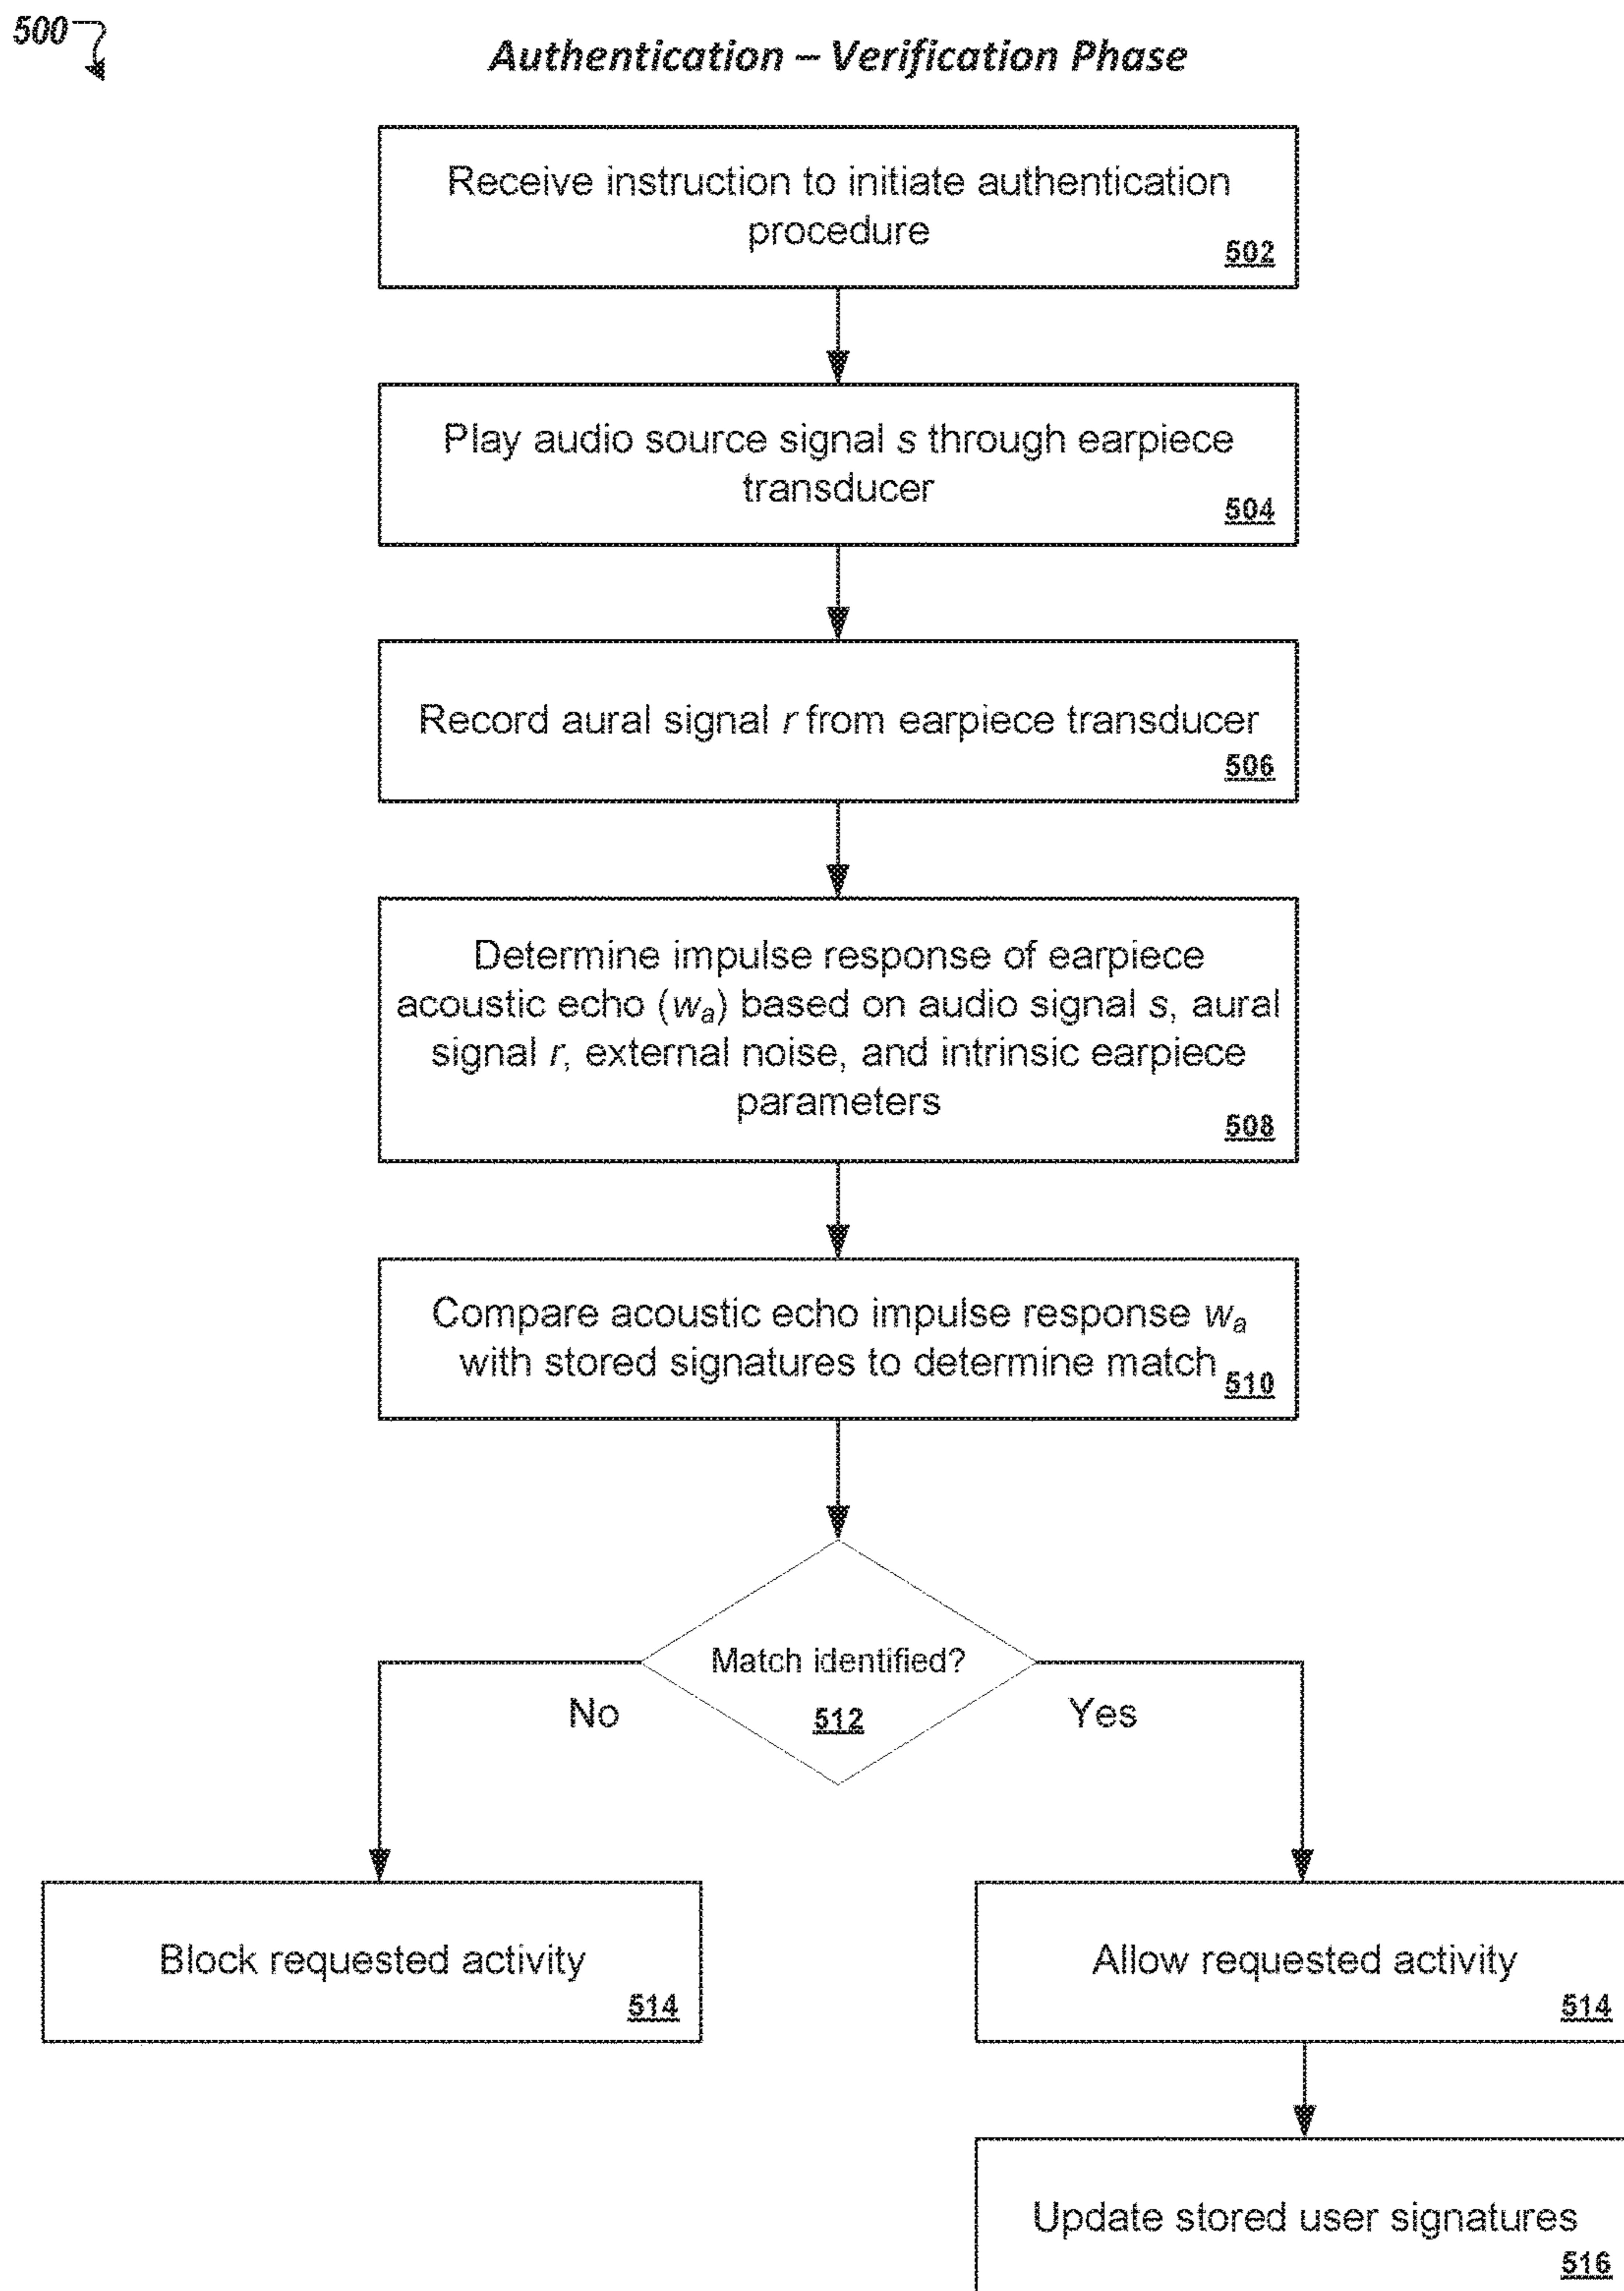 500
Authentication – Verification Phase
Receive instruction to initiate authentication
procedure
502
Play audio source signal s through earpiece
transducer
504
Record aural signal r from earpiece transducer
506
Determine impulse response of earpiece
acoustic echo (wa) based on audio signal s, aural
signal r, external noise, and intrinsic earpiece
parameters
508
Compare acoustic echo impulse response wa
with stored signatures to determine match
510
Match identified?
512
No
Yes
Block requested activity
514
Allow requested activity
514
Update stored user signatures
516